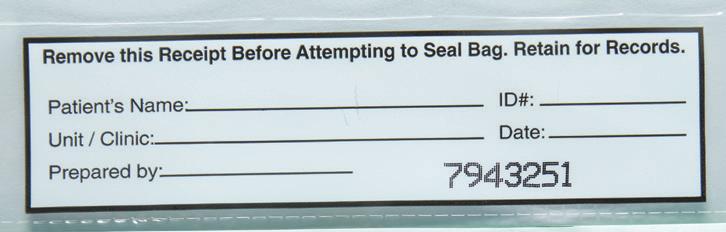 Remove this Receipt Before Attempting to Seal Bag. Retain for Records.
Patient's Name: ID#:
Unit / Clinic: Date:
Prepared by: 7943251